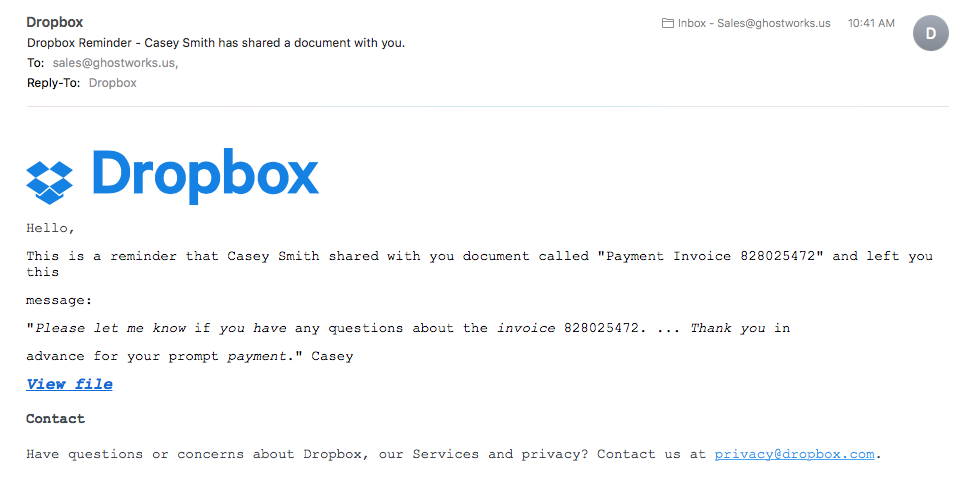 Dropbox
Inbox - Sales@ghostworks.us 10:41 AM
D
Dropbox Reminder - Casey Smith has shared a document with you.
To: sales@ghostworks.us,
Reply-To: Dropbox
Dropbox
Hello,
This is a reminder that Casey Smith shared with you document called "Payment Invoice 828025472" and left you
this
message:
"Please let me know if you have any questions about the invoice 828025472. ... Thank you in
advance for your prompt payment." Casey
View file
Contact
Have questions or concerns about Dropbox, our Services and privacy? Contact us at privacy@dropbox.com.